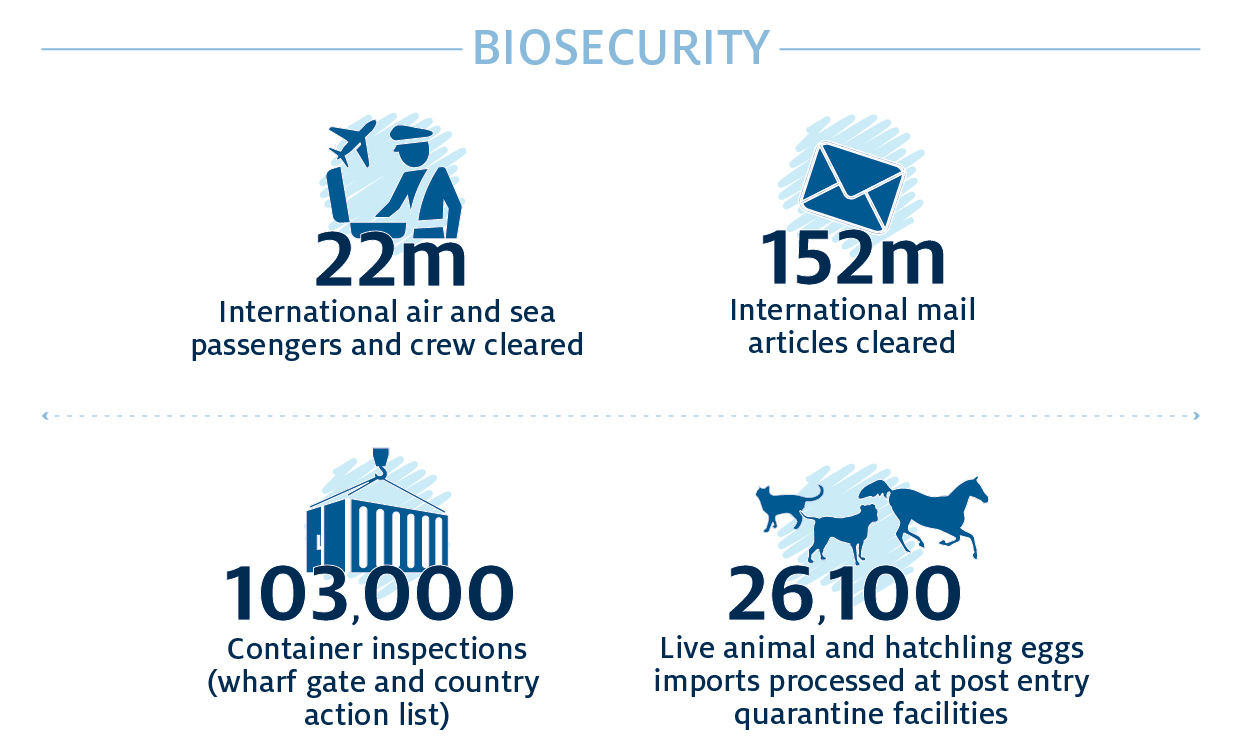 BIOSECURITY
22m
International air and sea
passengers and crew cleared
152m
International mail
articles cleared
103,000
Container inspections
(wharf gate and country
action list)
26,100
Live animal and hatchling eggs
imports processed at post entry
quarantine facilities